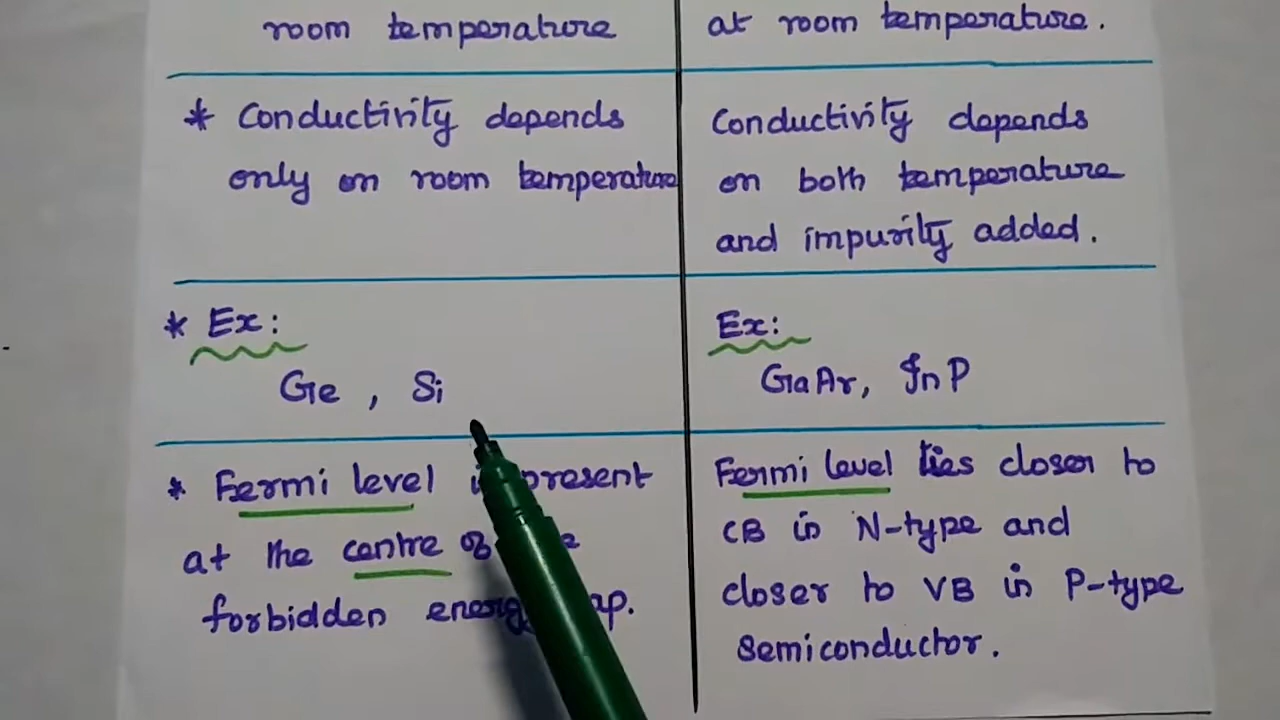 room temperature
* Conductivity depends
only on room temperature
* Ex:
Ge , Si
* Fermi level present
at the centre
forbidden
at room temperature.
Conductivity depends
on both temperature
and impurity added.
Ex:
GaAr, InP
Fermi level lies closer to
CB in N-type and
closer to VB in P-type
semiconductor.